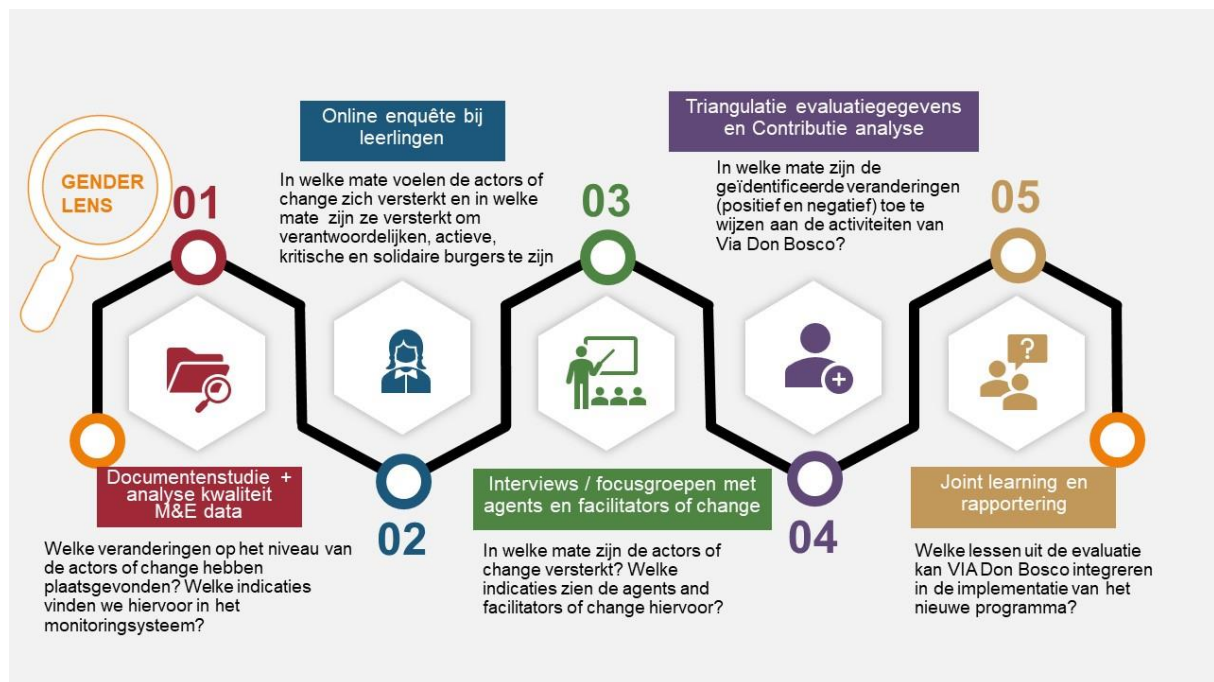 GENDER
LENS
01
Documentenstudie +
analyse kwaliteit
M&E data
Welke veranderingen op het niveau van
de actors of change hebben
plaatsgevonden? Welke indicaties
vinden we hiervoor in het
monitoringsysteem?
Online enquête bij
leerlingen
In welke mate voelen de actors of
change zich versterkt en in welke
mate zijn ze versterkt om
verantwoordelijken, actieve,
kritische en solidaire burgers te zijn
02
03
Interviews / focusgroepen met
agents en facilitators of change
In welke mate zijn de actors of
change versterkt? Welke
indicaties zien de agents and
facilitators of change hiervoor?
Triangulatie evaluatiegegevens
en Contributie analyse
In welke mate zijn de
geïdentificeerde veranderingen
(positief en negatief) toe te
wijzen aan de activiteiten van
Via Don Bosco?
04
05
?
Joint learning en
rapportering
Welke lessen uit de evaluatie
kan VIA Don Bosco integreren
in de implementatie van het
nieuwe programma?